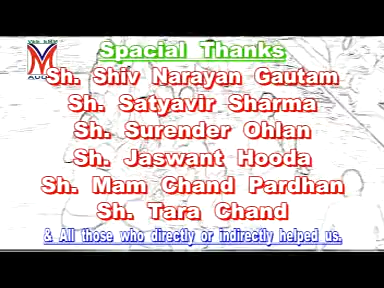 Spacial Thanks
Sh. Shiv Narayan Gautam
Sh. Satyavir Sharma
Sh. Surender Ohlan
Sh. Jaswant Hooda
Sh. Mam Chand Pardhan
Sh. Tara Chand
& All those who directly or indirectly helped us.